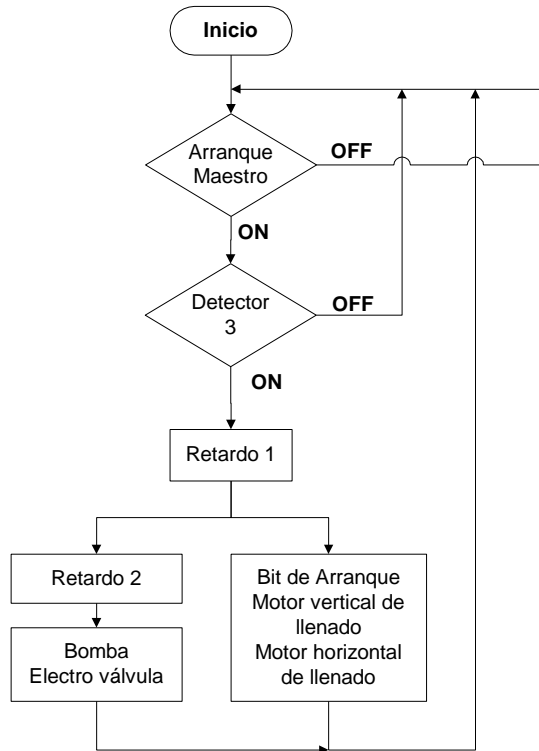 Inicio
Arranque
Maestro
OFF
ON
Detector
3
OFF
ON
Retardo 1
Retardo 2
Bomba
Electro válvula
Bit de Arranque
Motor vertical de
llenado
Motor horizontal
de llenado